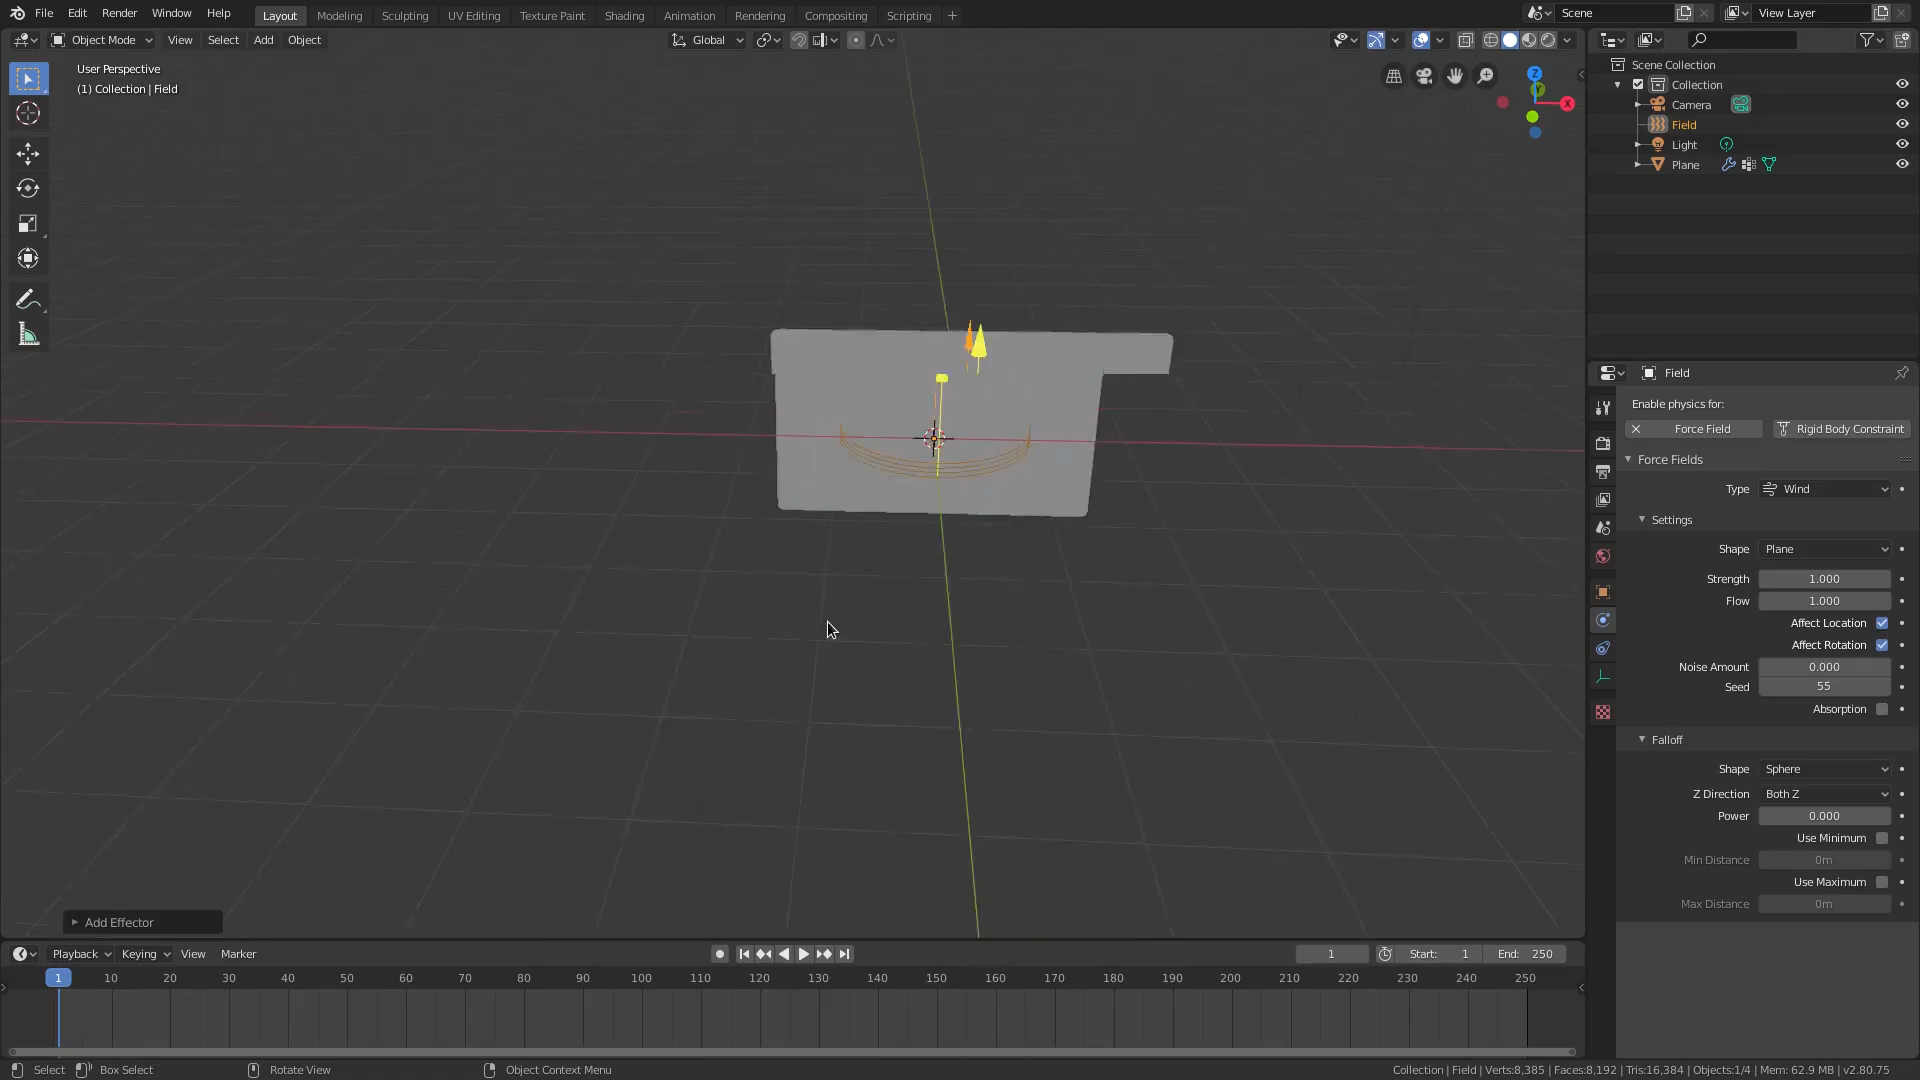 File Edit Render Window Help Layout Modeling Sculpting UV Editing Texture Paint Shading Animation Rendering Compositing Scripting + Scene View Layer
Object Mode View Select Add Object Global
User Perspective
(1) Collection | Field
Z
Y
X
Scene Collection
Collection
Camera
Field
Light
Plane
Field
Enable physics for:
Force Field Rigid Body Constraint
Force Fields
Type Wind
Settings
Shape Plane
Strength 1.000
Flow 1.000
Affect Location
Affect Rotation
Noise Amount 0.000
Seed 55
Absorption
Falloff
Shape Sphere
Z Direction Both Z
Power 0.000
Use Minimum
Min Distance 0m
Use Maximum
Max Distance 0m
Add Effector
Playback Keying View Marker 1 Start: 1 End: 250
1 10 20 30 40 50 60 70 80 90 100 110 120 130 140 150 160 170 180 190 200 210 220 230 240 250
Select Box Select Rotate View Object Context Menu Collection | Field | Verts:8,385 | Faces:8,192 | Tris:16,384 | Objects:1/4 | Mem: 62.9 MB | v2.80.75